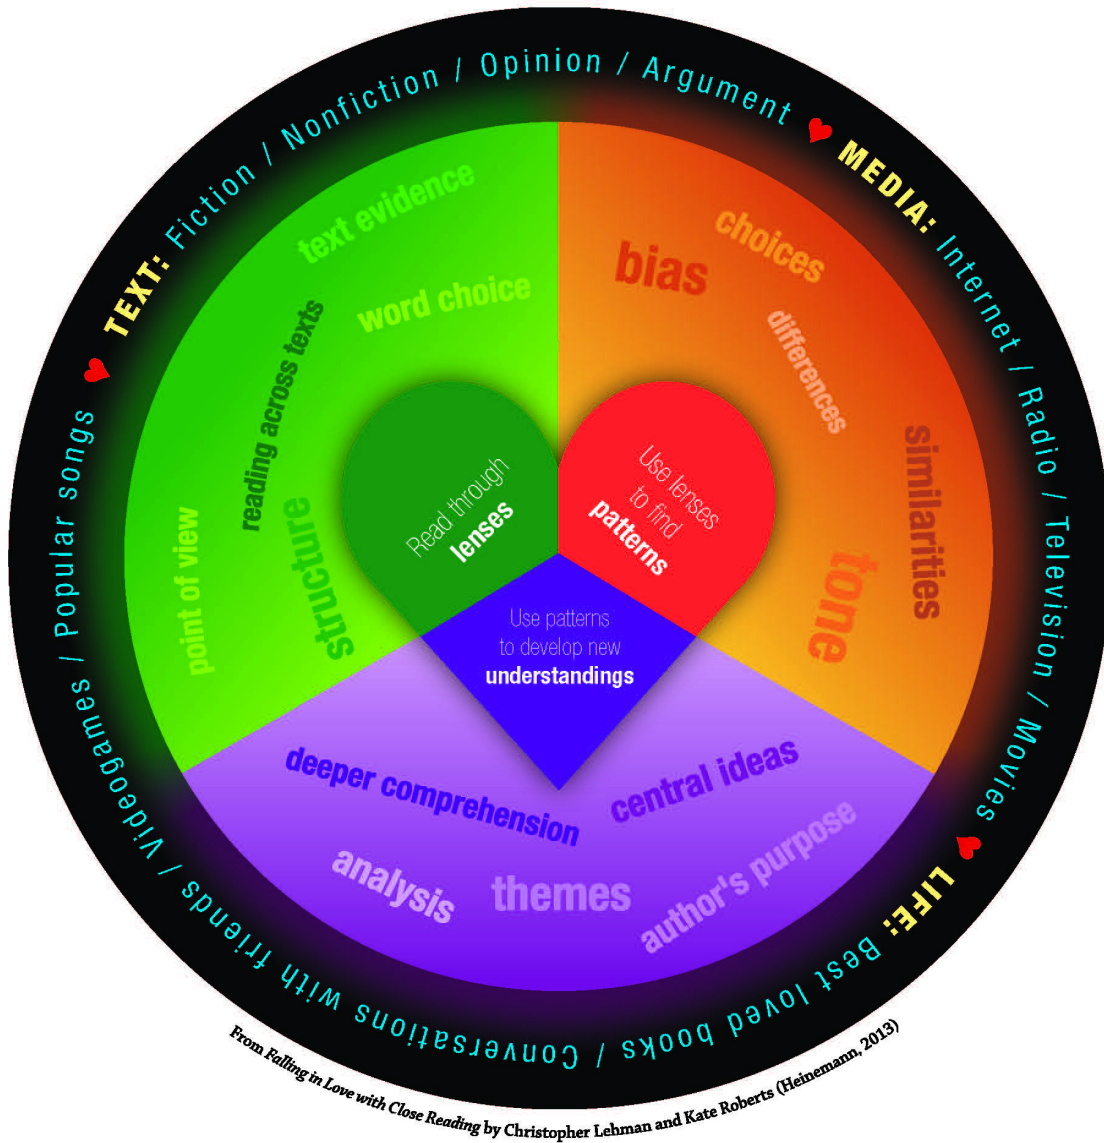 TEXT: Fiction / Nonfiction / Opinion / Argument
MEDIA: Internet / Radio / Television / Movies
LIFE: Best loved books / Conversations with friends / Videogames / Popular songs
text evidence
word choice
reading across texts
structure
point of view
bias
choices
differences
similarities
tone
Read through
lenses
Use lenses
to find
patterns
Use patterns
to develop new
understandings
deeper comprehension
central ideas
analysis
themes
author's purpose
From Falling in Love with Close Reading by Christopher Lehman and Kate Roberts (Heinemann, 2013)